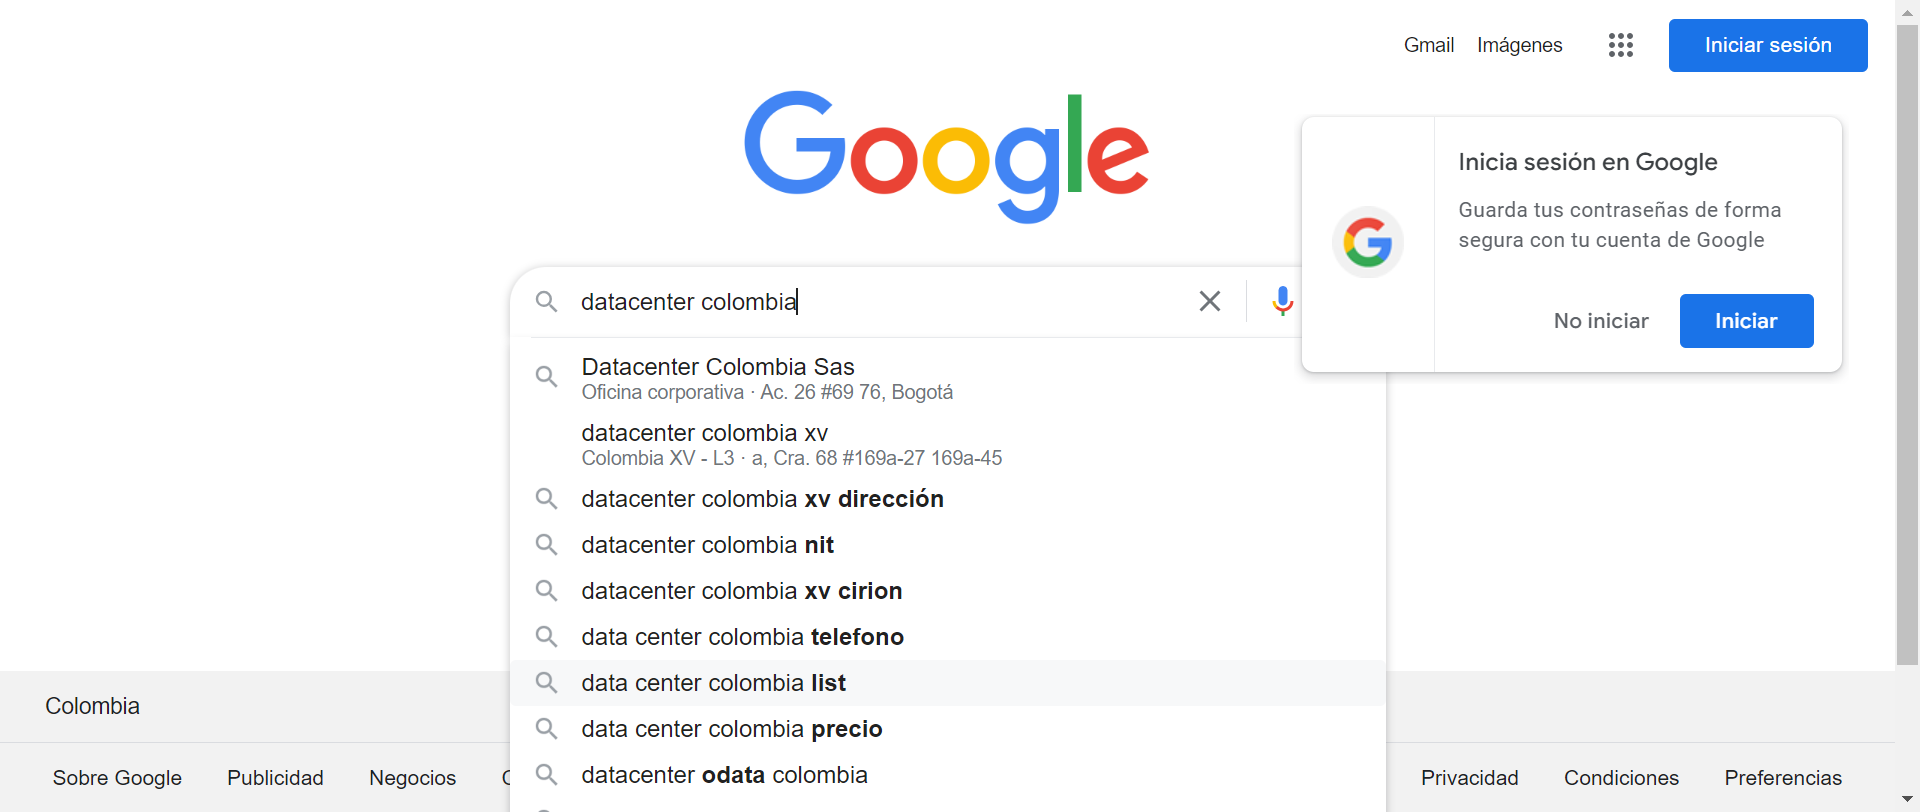 Gmail Imágenes Iniciar sesión
Google
Inicia sesión en Google
Guarda tus contraseñas de forma
segura con tu cuenta de Google
No iniciar Iniciar
datacenter colombia
Datacenter Colombia Sas
Oficina corporativa · Ac. 26 #69 76, Bogotá
datacenter colombia xv
Colombia XV - L3 · a, Cra. 68 #169a-27 169a-45
datacenter colombia xv dirección
datacenter colombia nit
datacenter colombia xv cirion
data center colombia telefono
data center colombia list
data center colombia precio
datacenter odata colombia
Colombia
Sobre Google Publicidad Negocios Privacidad Condiciones Preferencias